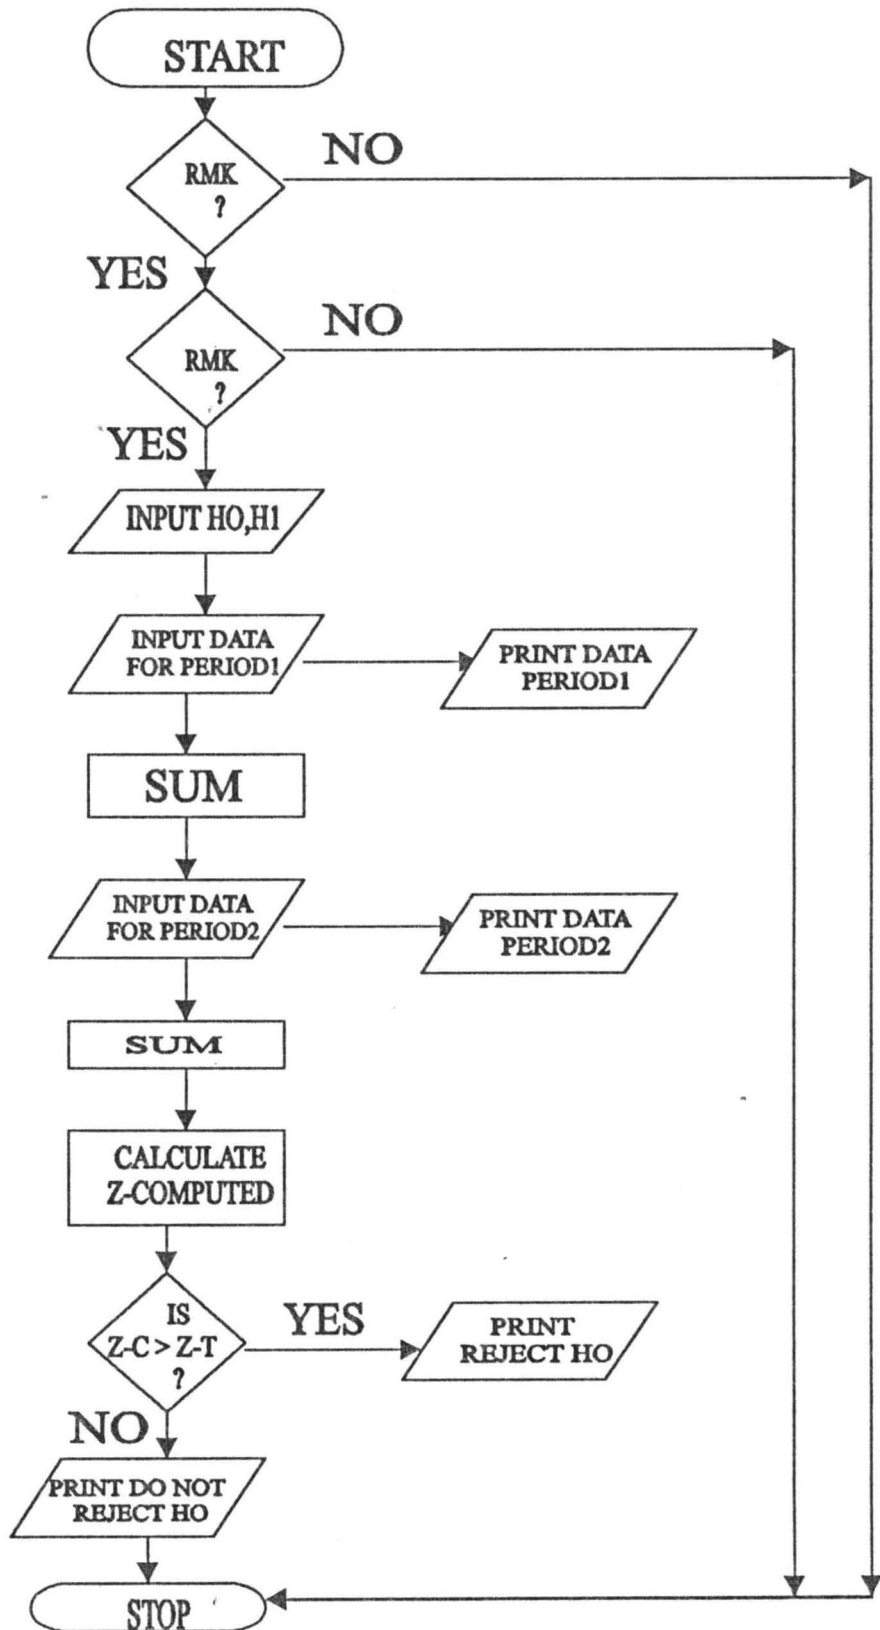 START
NO
RMK
?
YES
NO
RMK
?
YES
INPUT HO,H1
INPUT DATA
FOR PERIOD1
PRINT DATA
PERIOD1
SUM
INPUT DATA
FOR PERIOD2
PRINT DATA
PERIOD2
SUM
CALCULATE
Z-COMPUTED
IS
Z-C > Z-T
?
YES
PRINT
REJECT HO
NO
PRINT DO NOT
REJECT HO
STOP